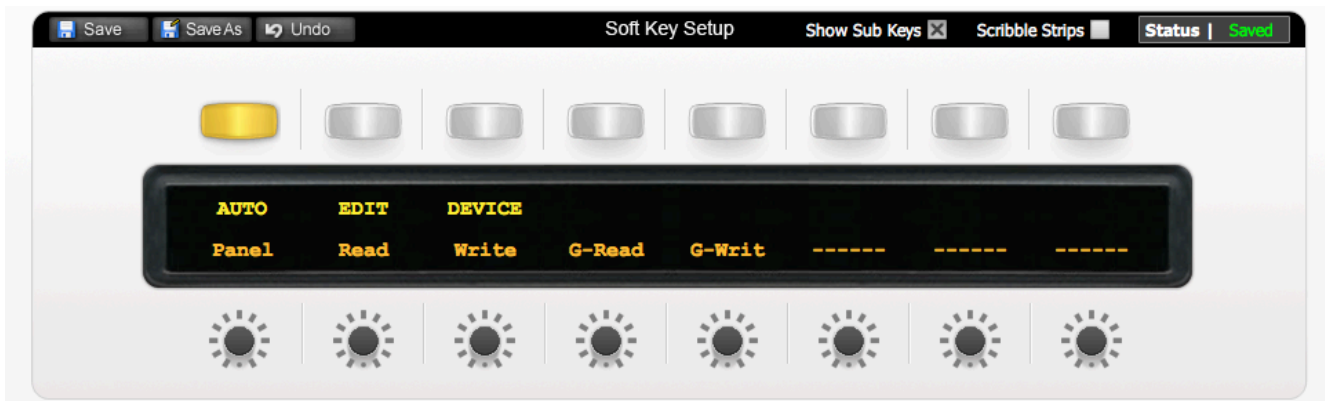 Save Save As Undo Soft Key Setup Show Sub Keys Scribble Strips Status | Saved
AUTO EDIT DEVICE
Panel Read Write G-Read G-Writ ------ ------ ------